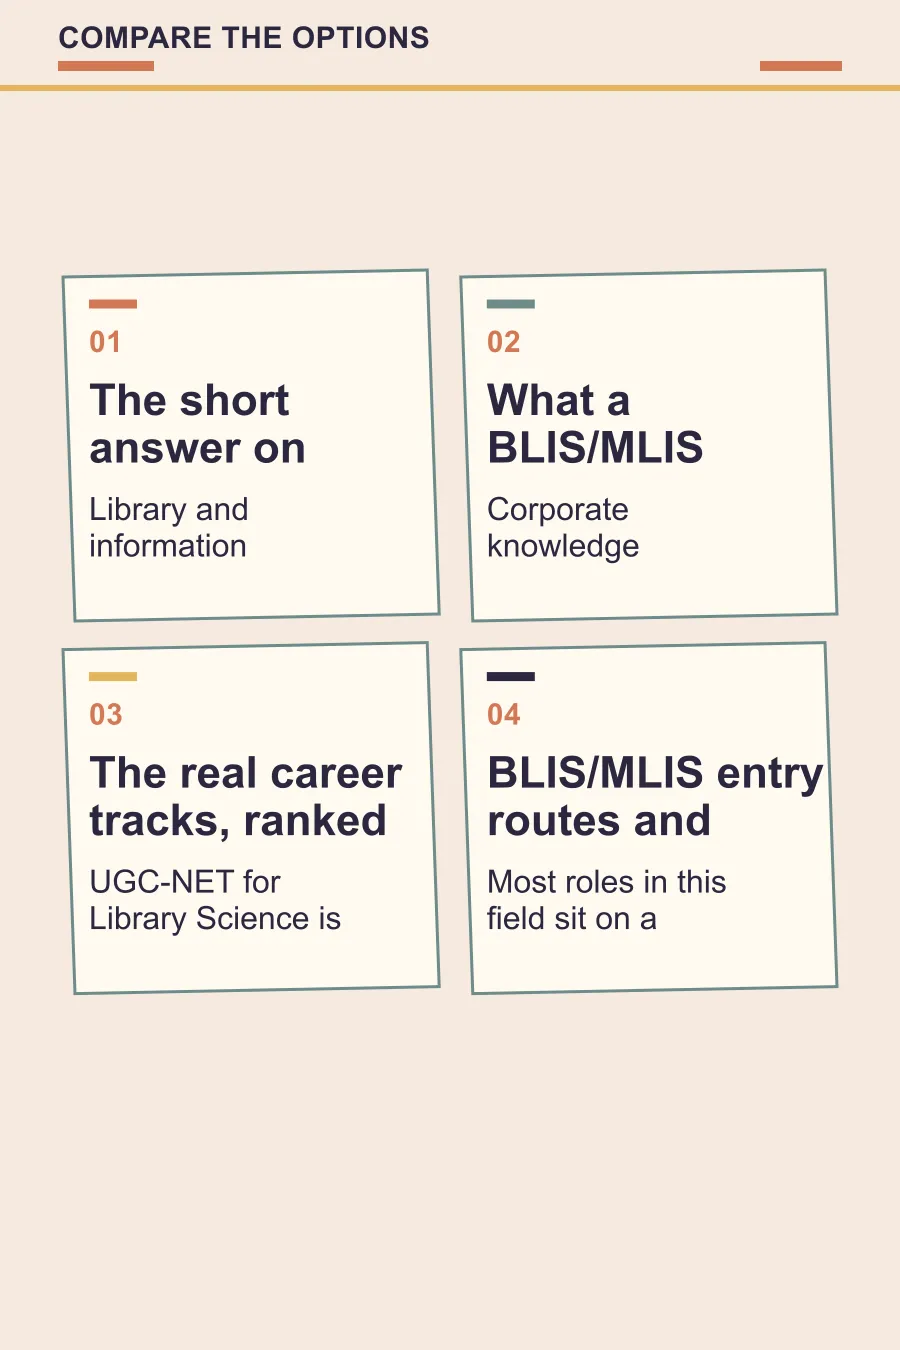 COMPARE THE OPTIONS
01
The short
answer on
Library and
information
02
What a
BLIS/MLIS
Corporate
knowledge
03
The real career
tracks, ranked
UGC-NET for
Library Science is
04
BLIS/MLIS entry
routes and
Most roles in this
field sit on a